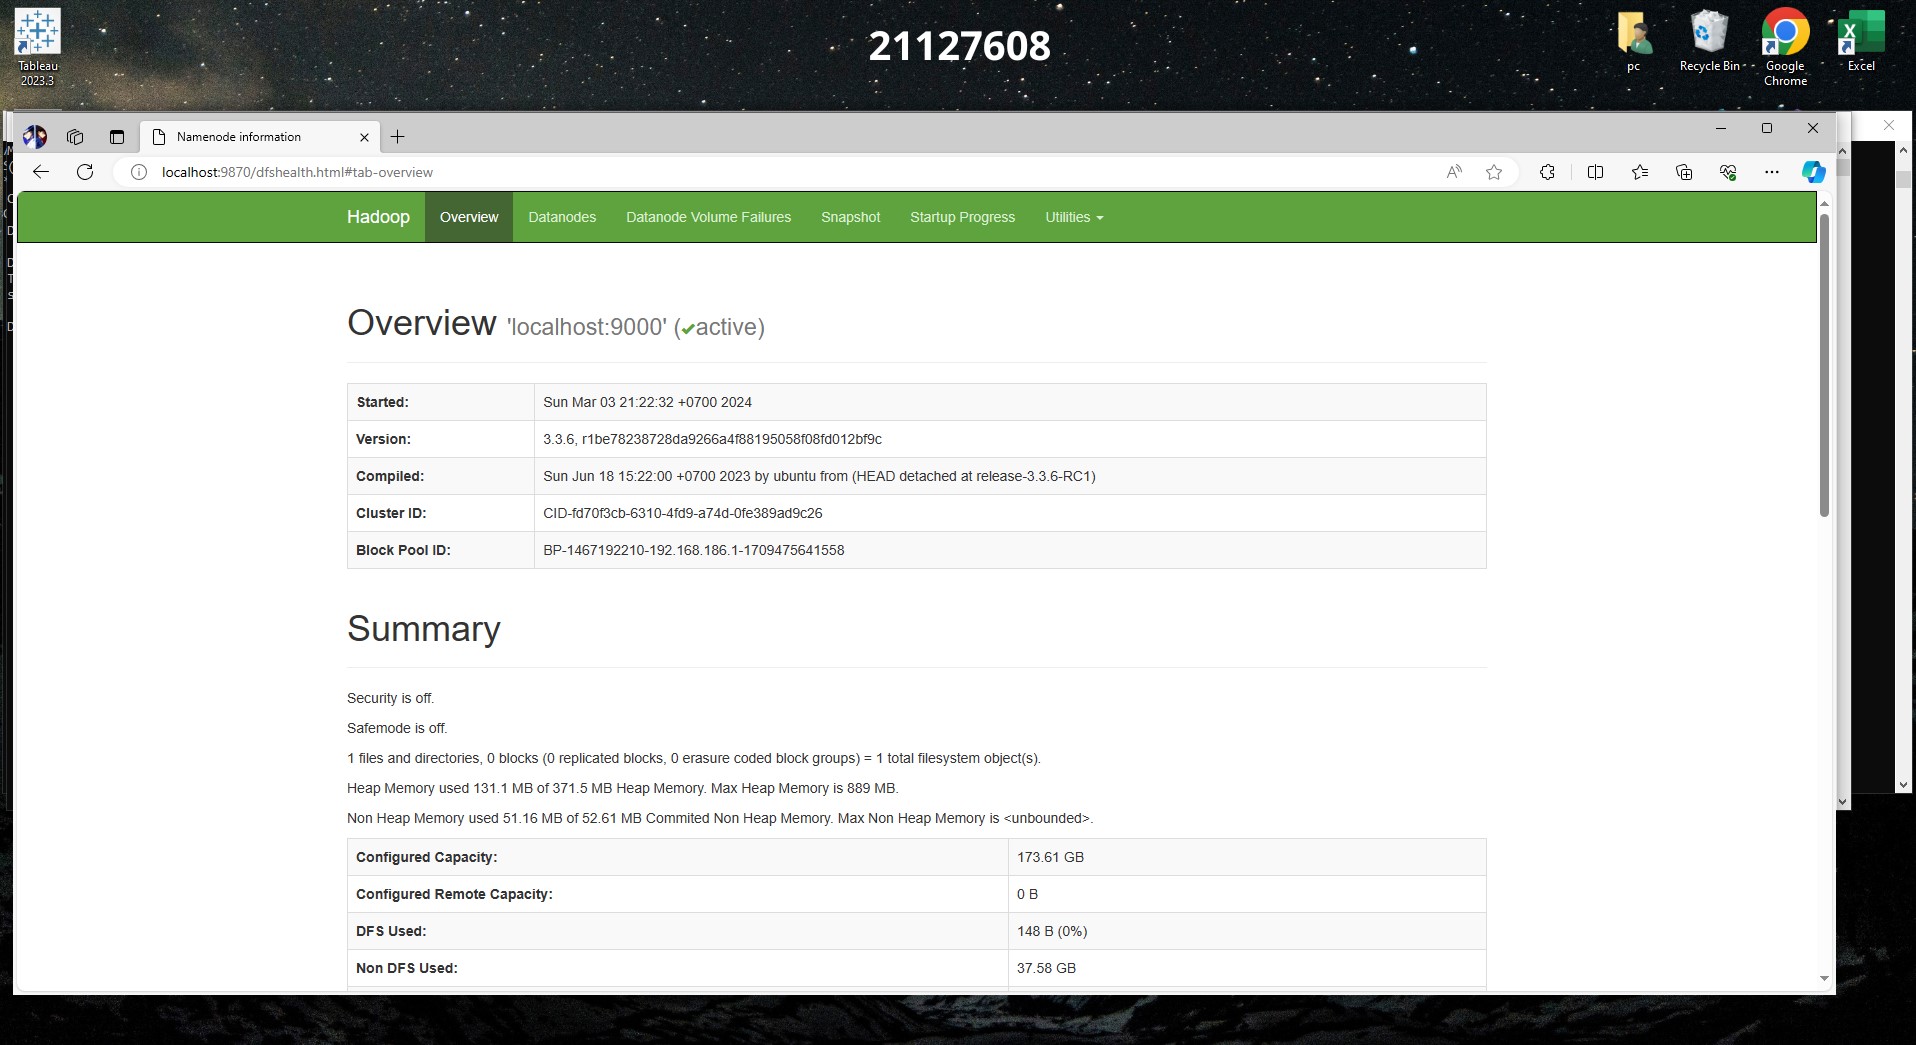 Tableau
2023.3
21127608
pc
Recycle Bin
Google
Chrome
Excel
Namenode information
localhost:9870/dfshealth.html#tab-overview
Hadoop Overview Datanodes Datanode Volume Failures Snapshot Startup Progress Utilities
Overview 'localhost:9000' (✔active)
Started: Sun Mar 03 21:22:32 +0700 2024
Version: 3.3.6, r1be78238728da9266a4f88195058f08fd012bf9c
Compiled: Sun Jun 18 15:22:00 +0700 2023 by ubuntu from (HEAD detached at release-3.3.6-RC1)
Cluster ID: CID-fd70f3cb-6310-4fd9-a74d-0fe389ad9c26
Block Pool ID: BP-1467192210-192.168.186.1-1709475641558
Summary
Security is off.
Safemode is off.
1 files and directories, 0 blocks (0 replicated blocks, 0 erasure coded block groups) = 1 total filesystem object(s).
Heap Memory used 131.1 MB of 371.5 MB Heap Memory. Max Heap Memory is 889 MB.
Non Heap Memory used 51.16 MB of 52.61 MB Commited Non Heap Memory. Max Non Heap Memory is <unbounded>.
Configured Capacity: 173.61 GB
Configured Remote Capacity: 0 B
DFS Used: 148 B (0%)
Non DFS Used: 37.58 GB